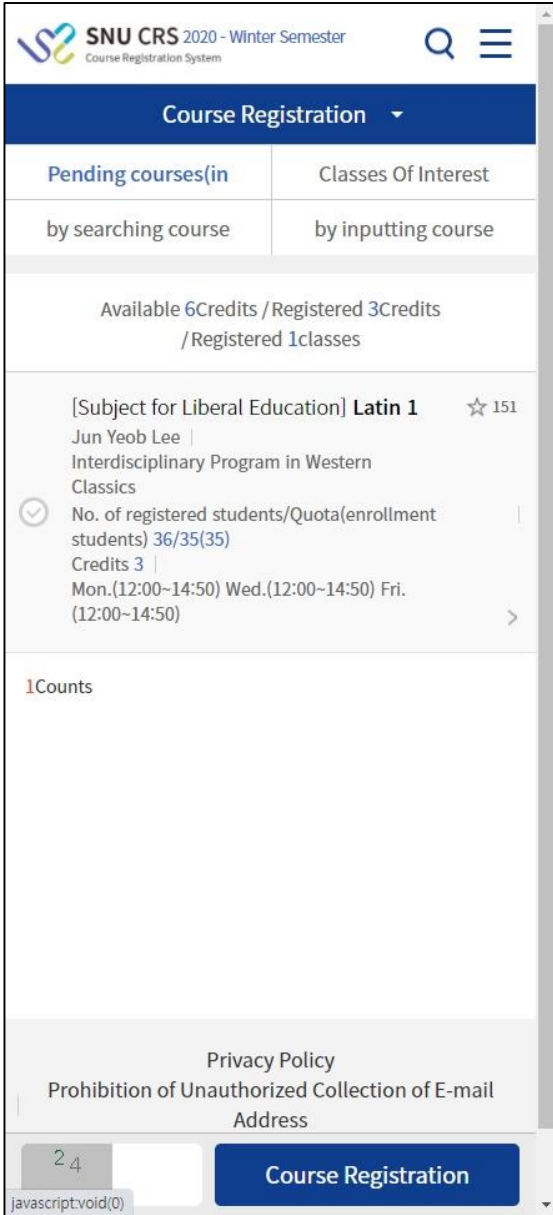 SNU CRS 2020 - Winter Semester
Course Registration System
Course Registration
Pending courses(in
Classes Of Interest
by searching course
by inputting course
Available 6Credits / Registered 3Credits
/ Registered 1classes
[Subject for Liberal Education] Latin 1
151
Jun Yeob Lee
Interdisciplinary Program in Western
Classics
No. of registered students/Quota(enrollment
students) 36/35(35)
Credits 3
Mon.(12:00~14:50) Wed.(12:00~14:50) Fri.
(12:00~14:50)
1Counts
Privacy Policy
Prohibition of Unauthorized Collection of E-mail
Address
24
Course Registration
javascript:void(0)